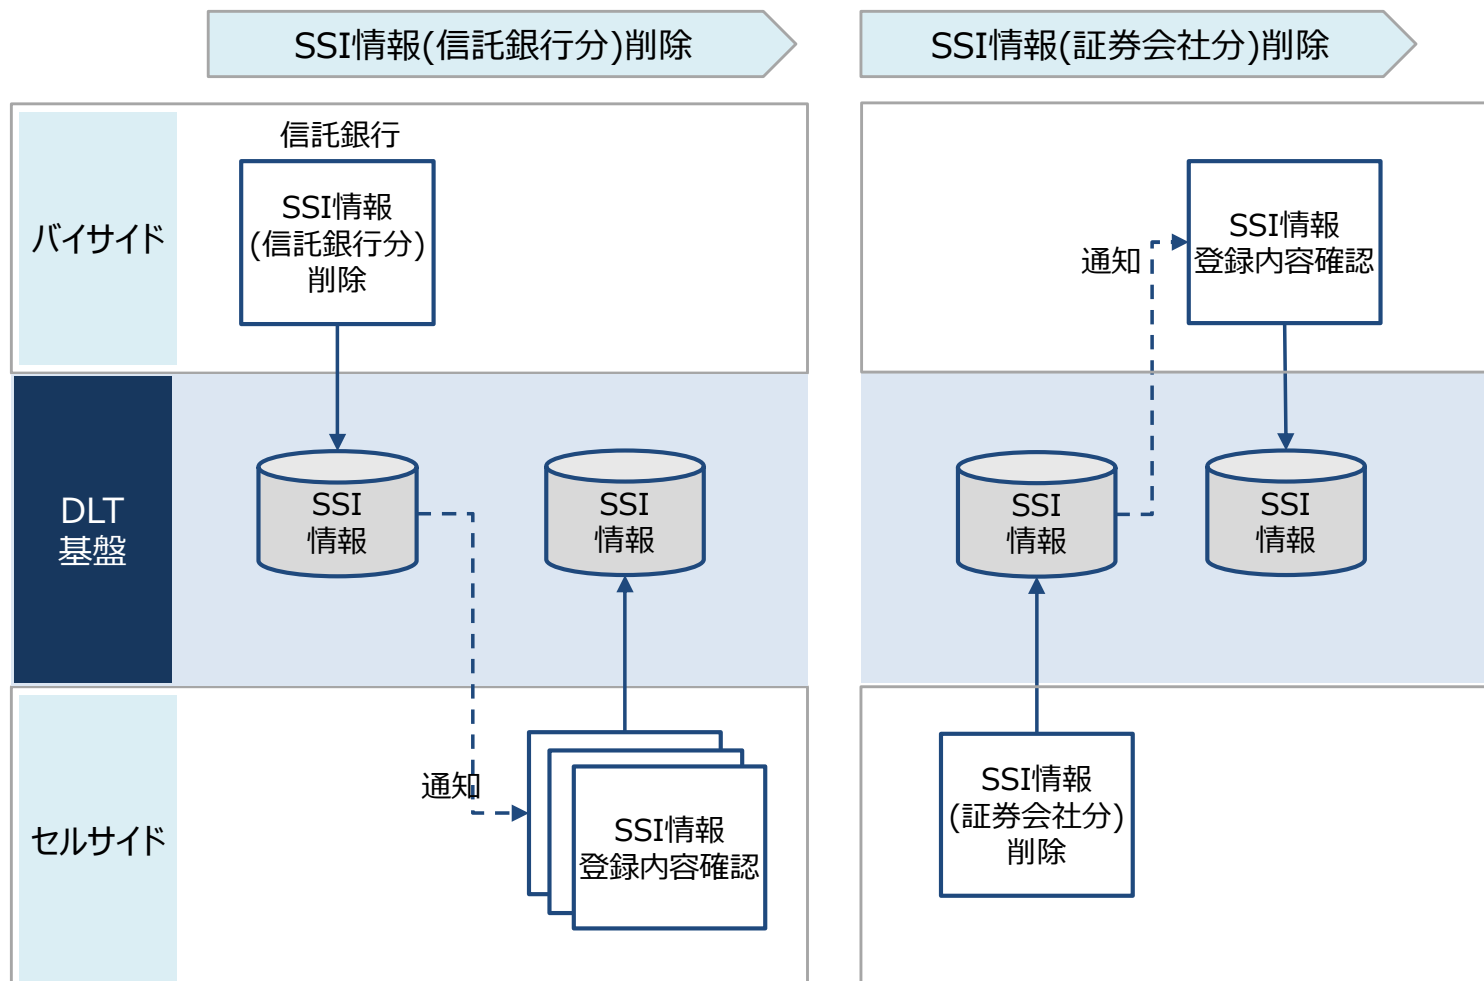 SSI情報(信託銀行分)削除
SSI情報(証券会社分)削除
バイサイド
信託銀行
SSI情報
(信託銀行分)
削除
通知
SSI情報
登録内容確認
DLT
基盤
SSI
情報
SSI
情報
SSI
情報
SSI
情報
セルサイド
通知
SSI情報
登録内容確認
SSI情報
(証券会社分)
削除